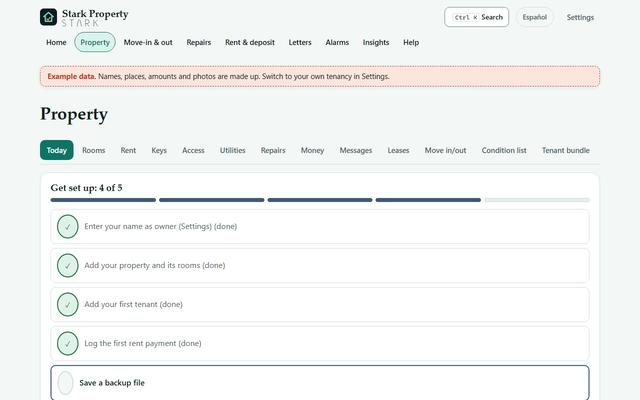 Stark Property
STARK
Ctrl K Search
Español
Settings
Home
Property
Move-in & out
Repairs
Rent & deposit
Letters
Alarms
Insights
Help
Example data. Names, places, amounts and photos are made up. Switch to your own tenancy in Settings.
Property
Today
Rooms
Rent
Keys
Access
Utilities
Repairs
Money
Messages
Leases
Move in/out
Condition list
Tenant bundle
Get set up: 4 of 5
✓ Enter your name as owner (Settings) (done)
✓ Add your property and its rooms (done)
✓ Add your first tenant (done)
✓ Log the first rent payment (done)
Save a backup file